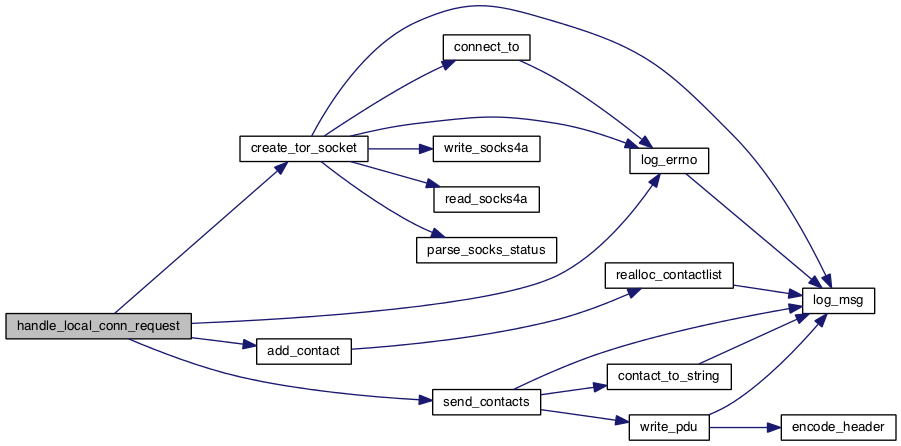 connect_to
create_tor_socket
write_socks4a
log_errno
read_socks4a
parse_socks_status
realloc_contactlist
log_msg
handle_local_conn_request
add_contact
contact_to_string
send_contacts
write_pdu
encode_header